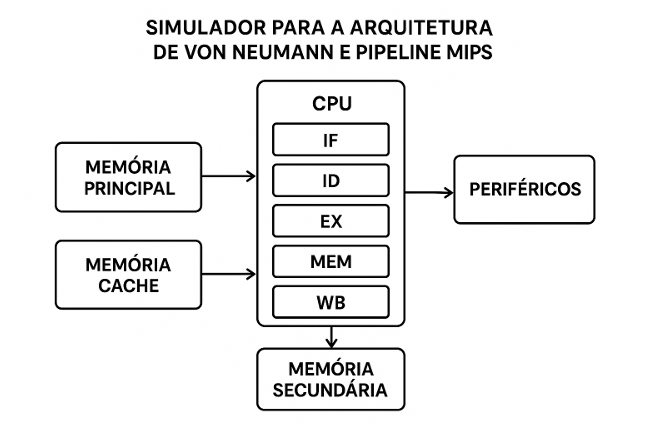 SIMULADOR PARA A ARQUITETURA
DE VON NEUMANN E PIPELINE MIPS
CPU
IF
ID
EX
MEM
WB
MEMÓRIA
PRINCIPAL
MEMÓRIA
CACHE
PERIFÉRICOS
MEMÓRIA
SECUNDÁRIA